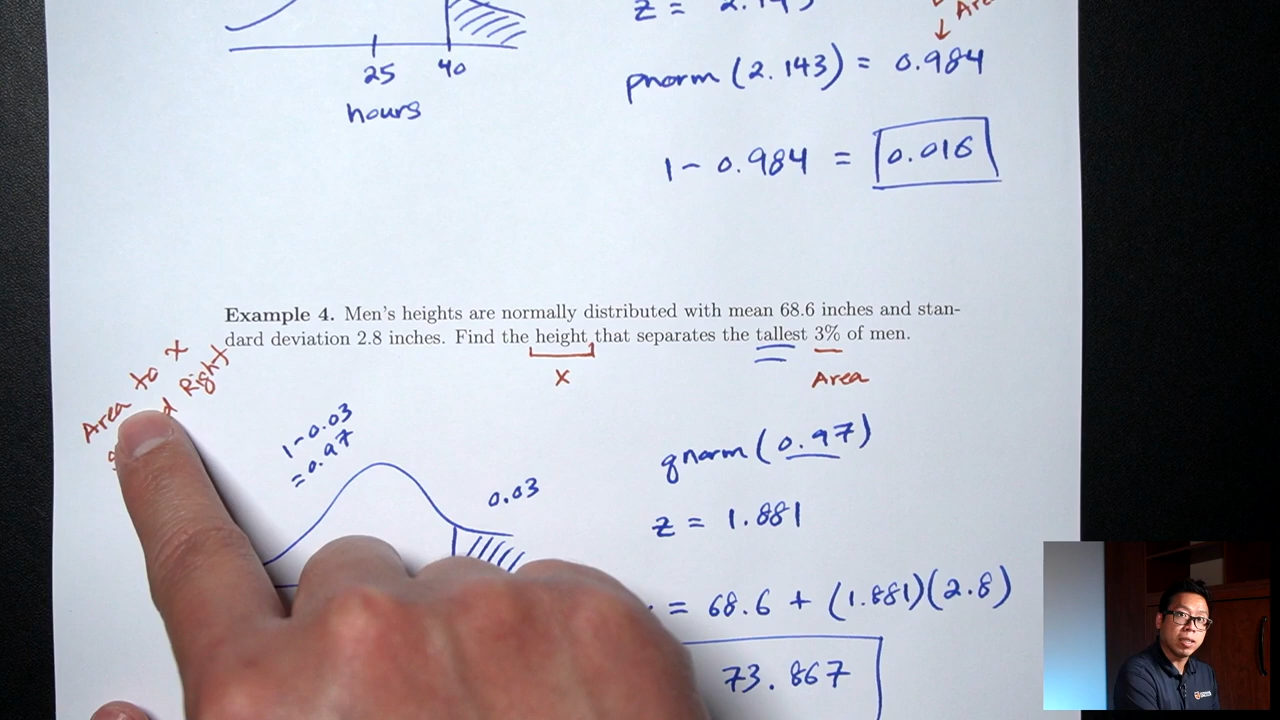 z = 2.143
Area
25 40
hours
pnorm (2.143) = 0.984
1 - 0.984 = 0.016
Example 4. Men's heights are normally distributed with mean 68.6 inches and stan-
dard deviation 2.8 inches. Find the height that separates the tallest 3% of men.
x
Area
Area to x
Right
1-0.03
= 0.97
0.03
qnorm (0.97)
z = 1.881
= 68.6 + (1.881)(2.8)
73.867